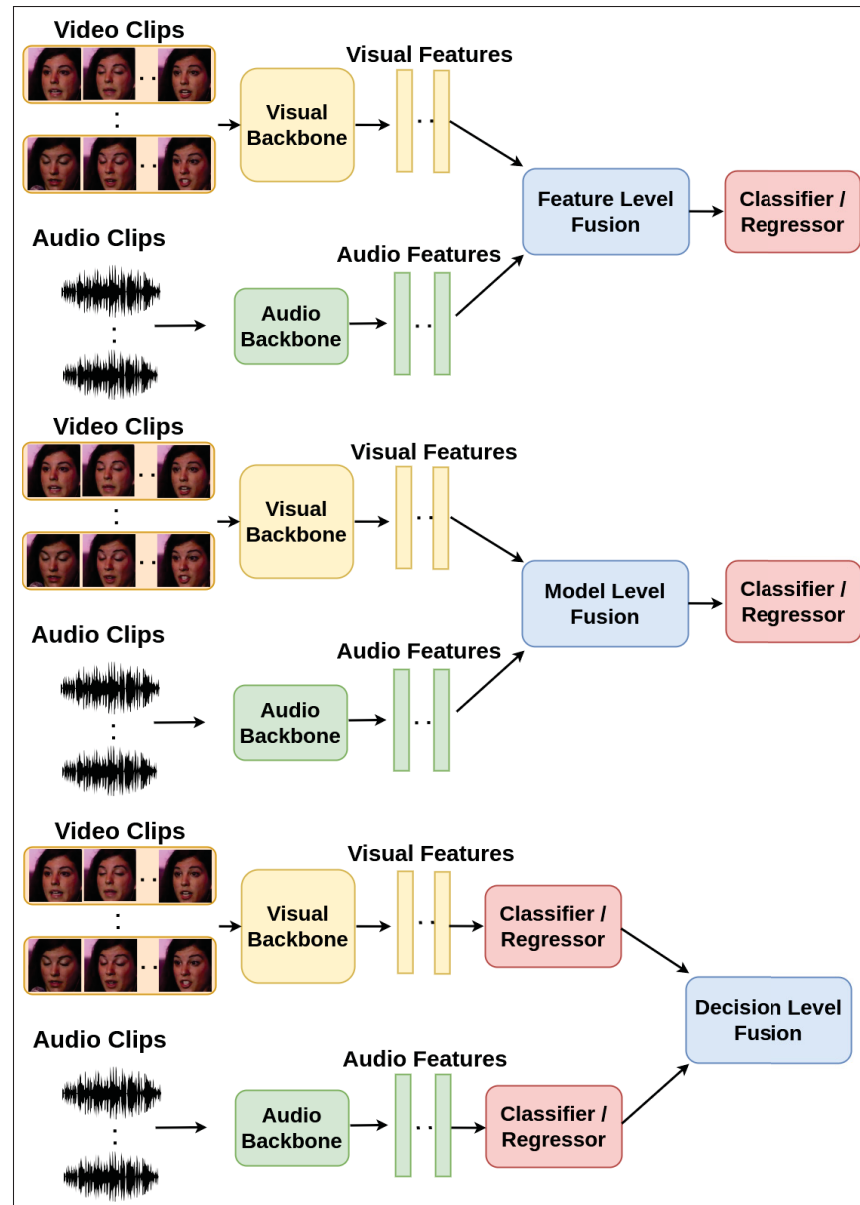 Video Clips
Visual Features
Visual
Backbone
Feature Level
Fusion
Classifier /
Regressor
Audio Clips
Audio Features
Audio
Backbone
Video Clips
Visual Features
Visual
Backbone
Model Level
Fusion
Classifier /
Regressor
Audio Clips
Audio Features
Audio
Backbone
Video Clips
Visual Features
Visual
Backbone
Classifier /
Regressor
Decision Level
Fusion
Audio Clips
Audio Features
Audio
Backbone
Classifier /
Regressor